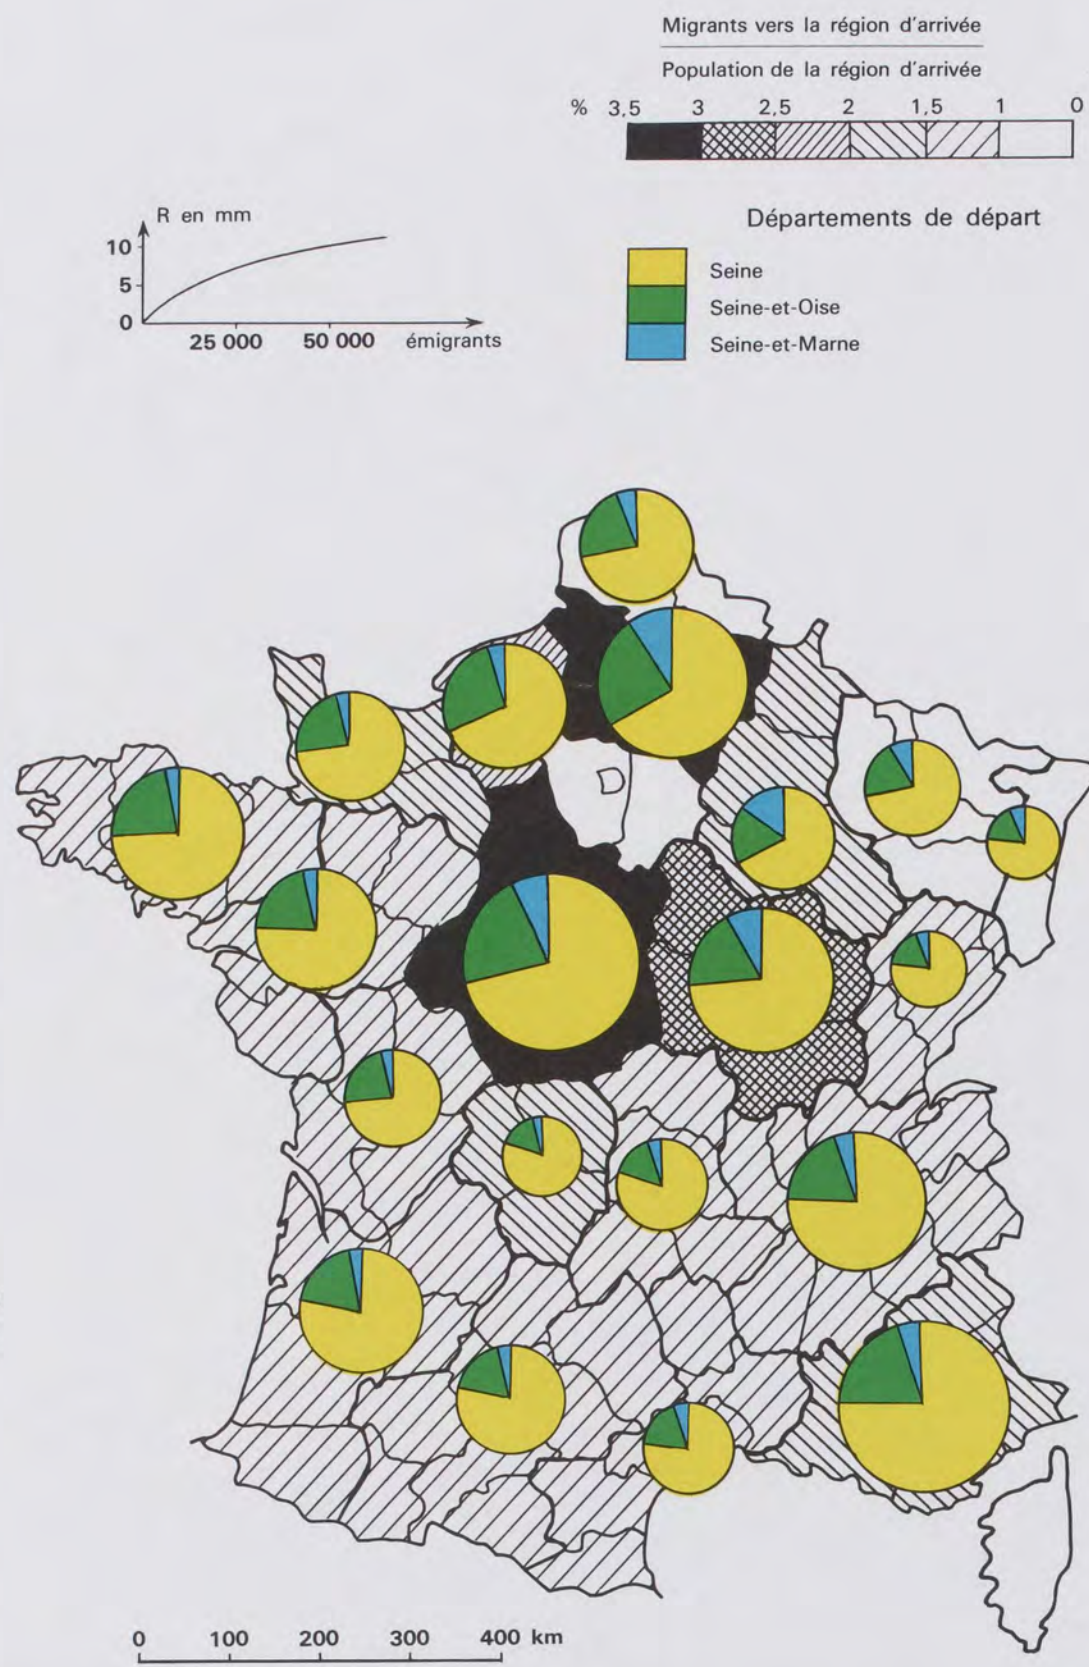 Migrants vers la région d'arrivée
Population de la région d'arrivée
% 3,5 3 2,5 2 1,5 1 0
R en mm
10
5
0
25 000 50 000 émigrants
Départements de départ
Seine
Seine-et-Oise
Seine-et-Marne
0 100 200 300 400 km